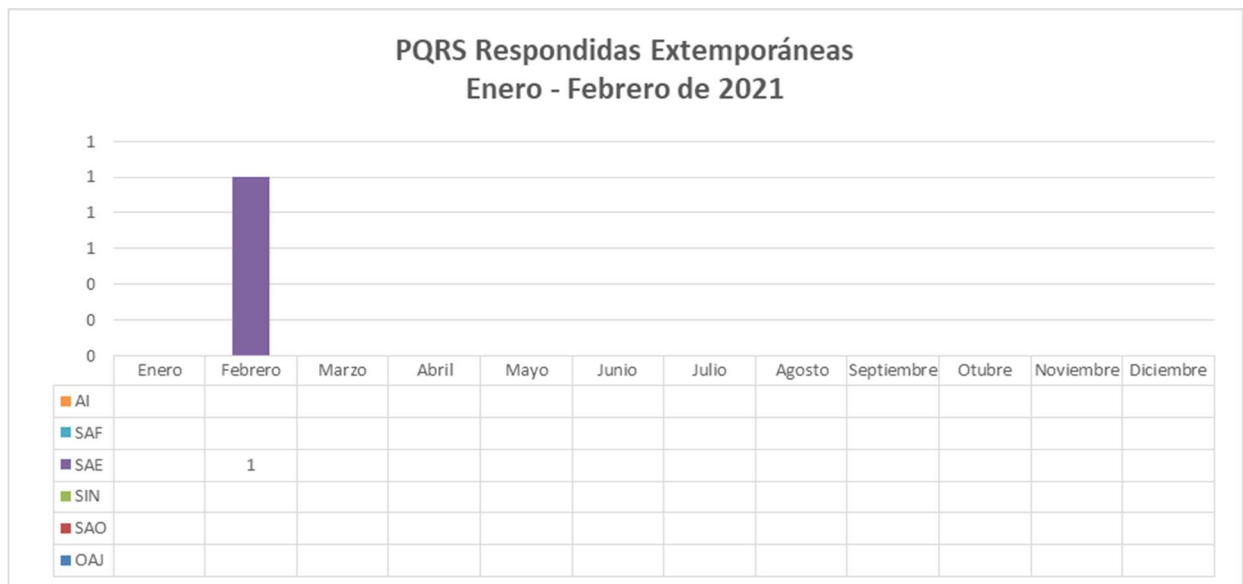 PQRS Respondidas Extemporáneas
Enero - Febrero de 2021
1
1
1
1
0
0
0
Enero Febrero Marzo Abril Mayo Junio Julio Agosto Septiembre Otubre Noviembre Diciembre
AI
SAF
SAE 1
SIN
SAO
OAJ